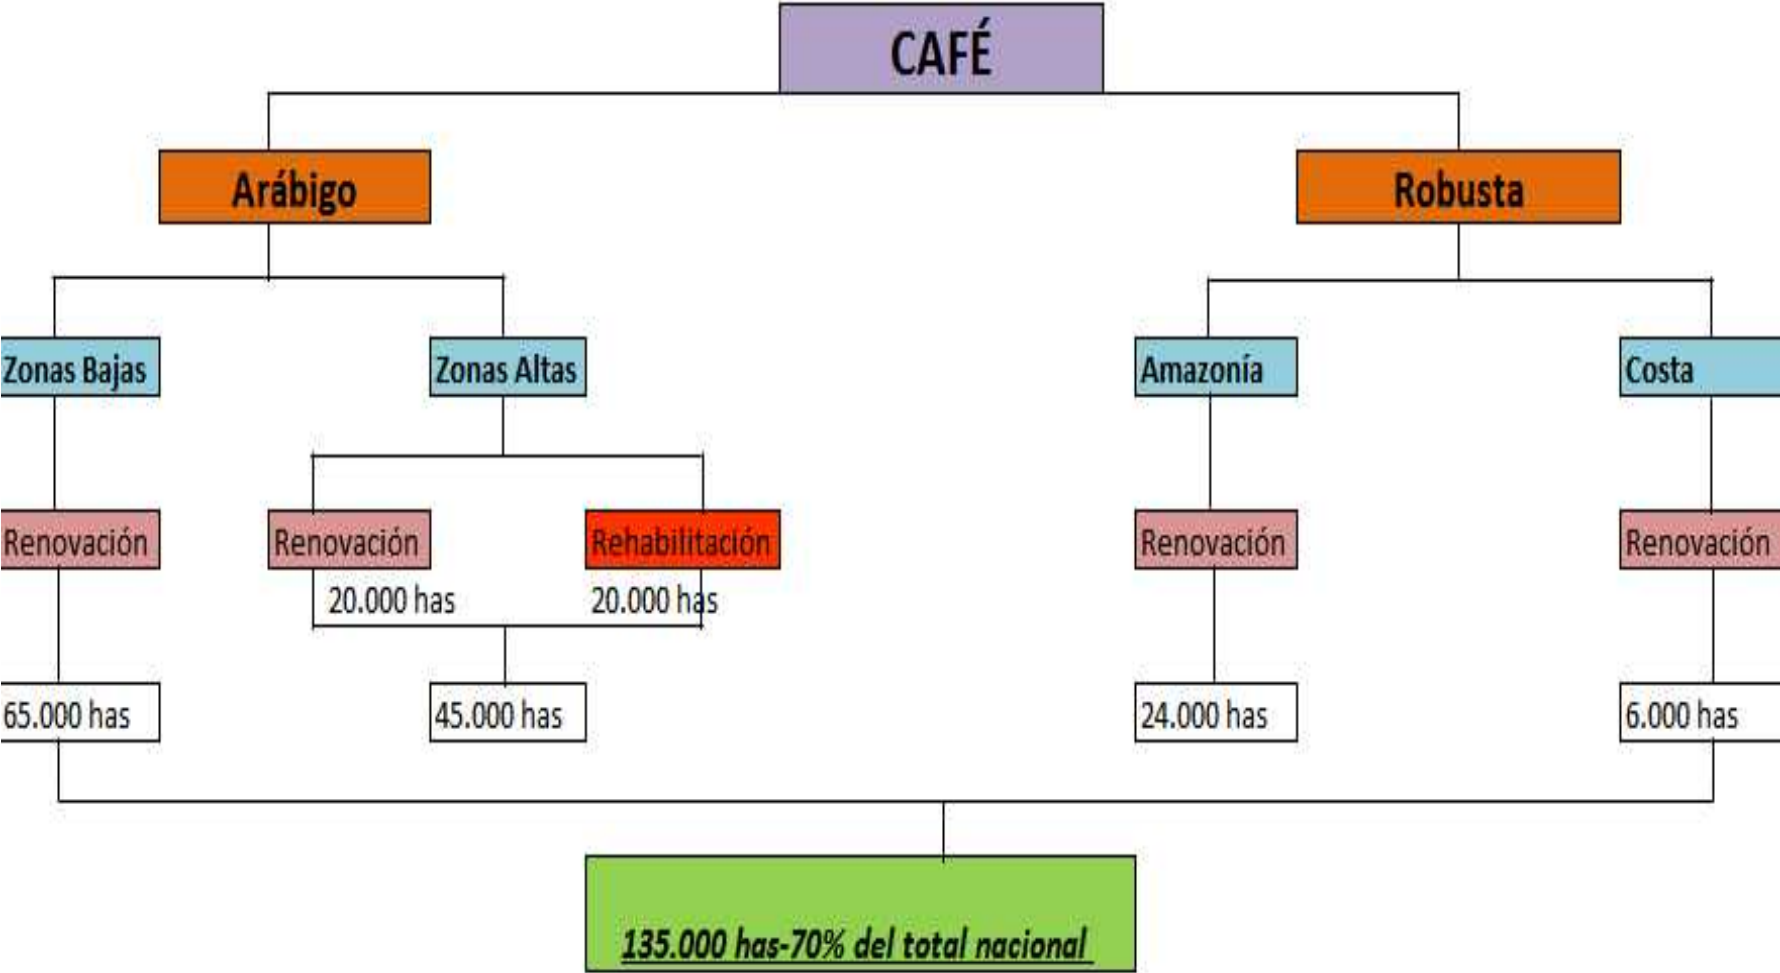 CAFÉ
Arábigo
Robusta
Zonas Bajas
Zonas Altas
Amazonía
Costa
Renovación
Renovación
Rehabilitación
Renovación
Renovación
20.000 has
20.000 has
65.000 has
45.000 has
24.000 has
6.000 has
135.000 has-70% del total nacional